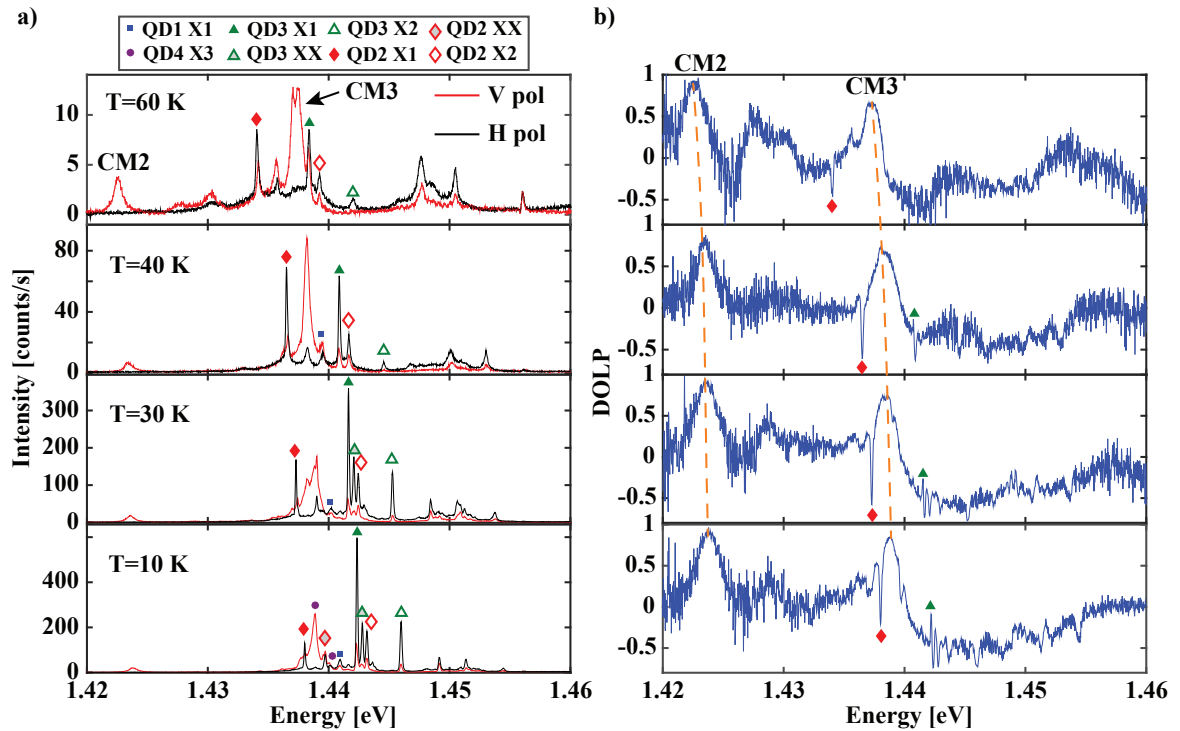 a)
b)
QD1 X1 QD3 X1 QD3 X2 QD2 XX
QD4 X3 QD3 XX QD2 X1 QD2 X2
T=60 K
CM3
V pol
H pol
CM2
10
5
0
T=40 K
80
60
40
20
0
T=30 K
300
200
100
0
T=10 K
400
200
0
Intensity [counts/s]
1.42 1.43 1.44 1.45 1.46
Energy [eV]
CM2
CM3
1
0.5
0
-0.5
1
0.5
0
-0.5
1
0.5
0
-0.5
1
0.5
0
-0.5
DOLP
1.42 1.43 1.44 1.45 1.46
Energy [eV]